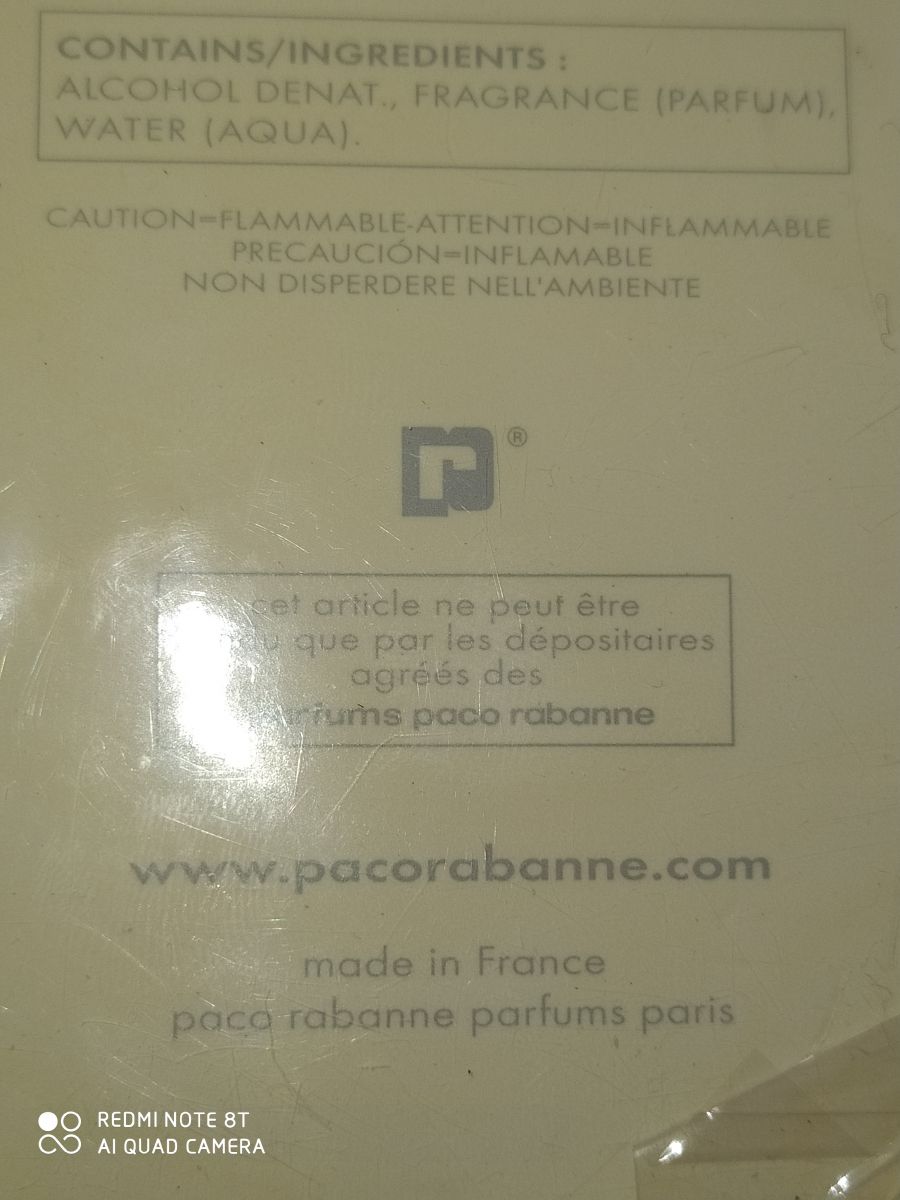 CONTAINS/INGREDIENTS :
ALCOHOL DENAT., FRAGRANCE (PARFUM),
WATER (AQUA).
CAUTION=FLAMMABLE-ATTENTION=INFLAMMABLE
PRECAUCIÓN=INFLAMABLE
NON DISPERDERE NELL'AMBIENTE
r®
cet article ne peut être
que par les dépositaires
agréés des
parfums paco rabanne
www.pacorabanne.com
made in France
paco rabanne parfums paris
REDMI NOTE 8T
AI QUAD CAMERA